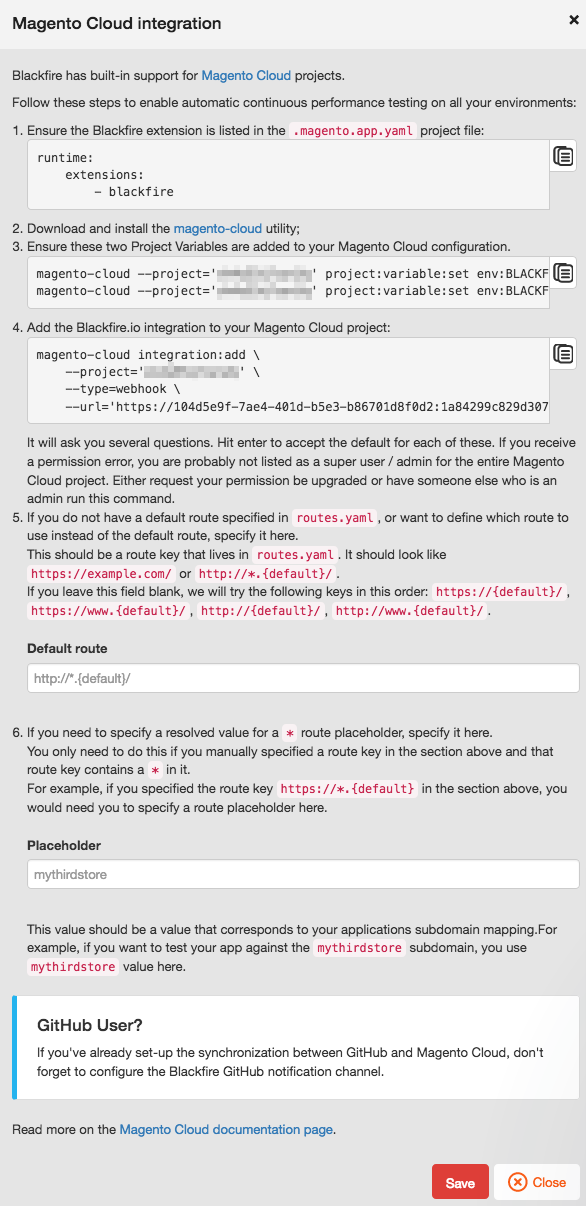 Magento Cloud integration
Blackfire has built-in support for Magento Cloud projects.
Follow these steps to enable automatic continuous performance testing on all your environments:
1. Ensure the Blackfire extension is listed in the .magento.app.yaml project file:
runtime:
    extensions:
        - blackfire
2. Download and install the magento-cloud utility;
3. Ensure these two Project Variables are added to your Magento Cloud configuration.
magento-cloud --project='' project:variable:set env:BLACKF
magento-cloud --project='' project:variable:set env:BLACKF
4. Add the Blackfire.io integration to your Magento Cloud project:
magento-cloud integration:add \
    --project='' \
    --type=webhook \
    --url='https://104d5e9f-7ae4-401d-b5e3-b86701d8f0d2:1a84299c829d307
It will ask you several questions. Hit enter to accept the default for each of these. If you receive
a permission error, you are probably not listed as a super user / admin for the entire Magento
Cloud project. Either request your permission be upgraded or have someone else who is an
admin run this command.
5. If you do not have a default route specified in routes.yaml, or want to define which route to
use instead of the default route, specify it here.
This should be a route key that lives in routes.yaml. It should look like
https://example.com/ or http://*.{default}/.
If you leave this field blank, we will try the following keys in this order: https://{default}/,
https://www.{default}/, http://{default}/, http://www.{default}/.
Default route
http://*.{default}/
6. If you need to specify a resolved value for a * route placeholder, specify it here.
You only need to do this if you manually specified a route key in the section above and that
route key contains a * in it.
For example, if you specified the route key https://*.{default} in the section above, you
would need you to specify a route placeholder here.
Placeholder
mythirdstore
This value should be a value that corresponds to your applications subdomain mapping.For
example, if you want to test your app against the mythirdstore subdomain, you use
mythirdstore value here.
GitHub User?
If you've already set-up the synchronization between GitHub and Magento Cloud, don't
forget to configure the Blackfire GitHub notification channel.
Read more on the Magento Cloud documentation page.
Save
Close